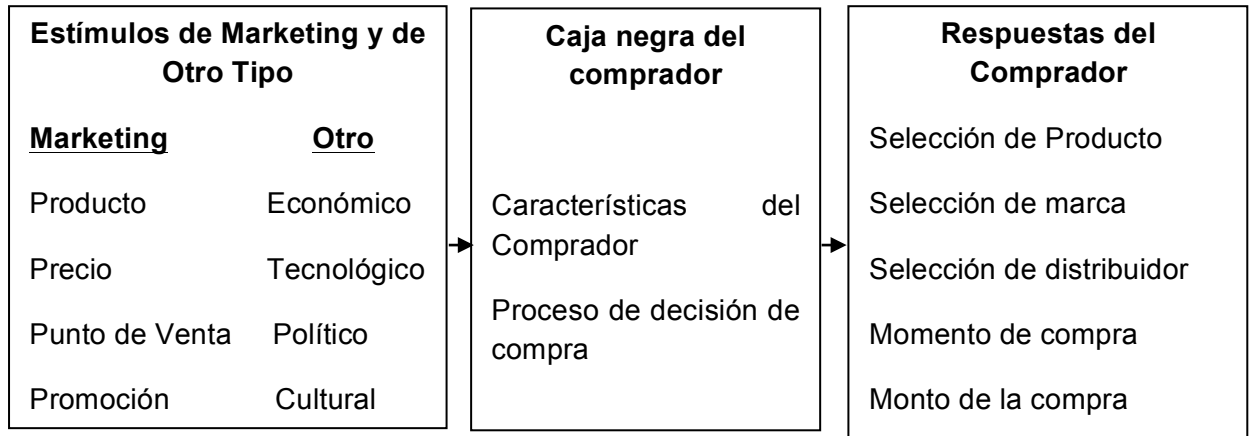 Estímulos de Marketing y de
Otro Tipo
Marketing Otro
Producto Económico
Precio Tecnológico
Punto de Venta Político
Promoción Cultural
Caja negra del
comprador
Características del
Comprador
Proceso de decisión de
compra
Respuestas del
Comprador
Selección de Producto
Selección de marca
Selección de distribuidor
Momento de compra
Monto de la compra